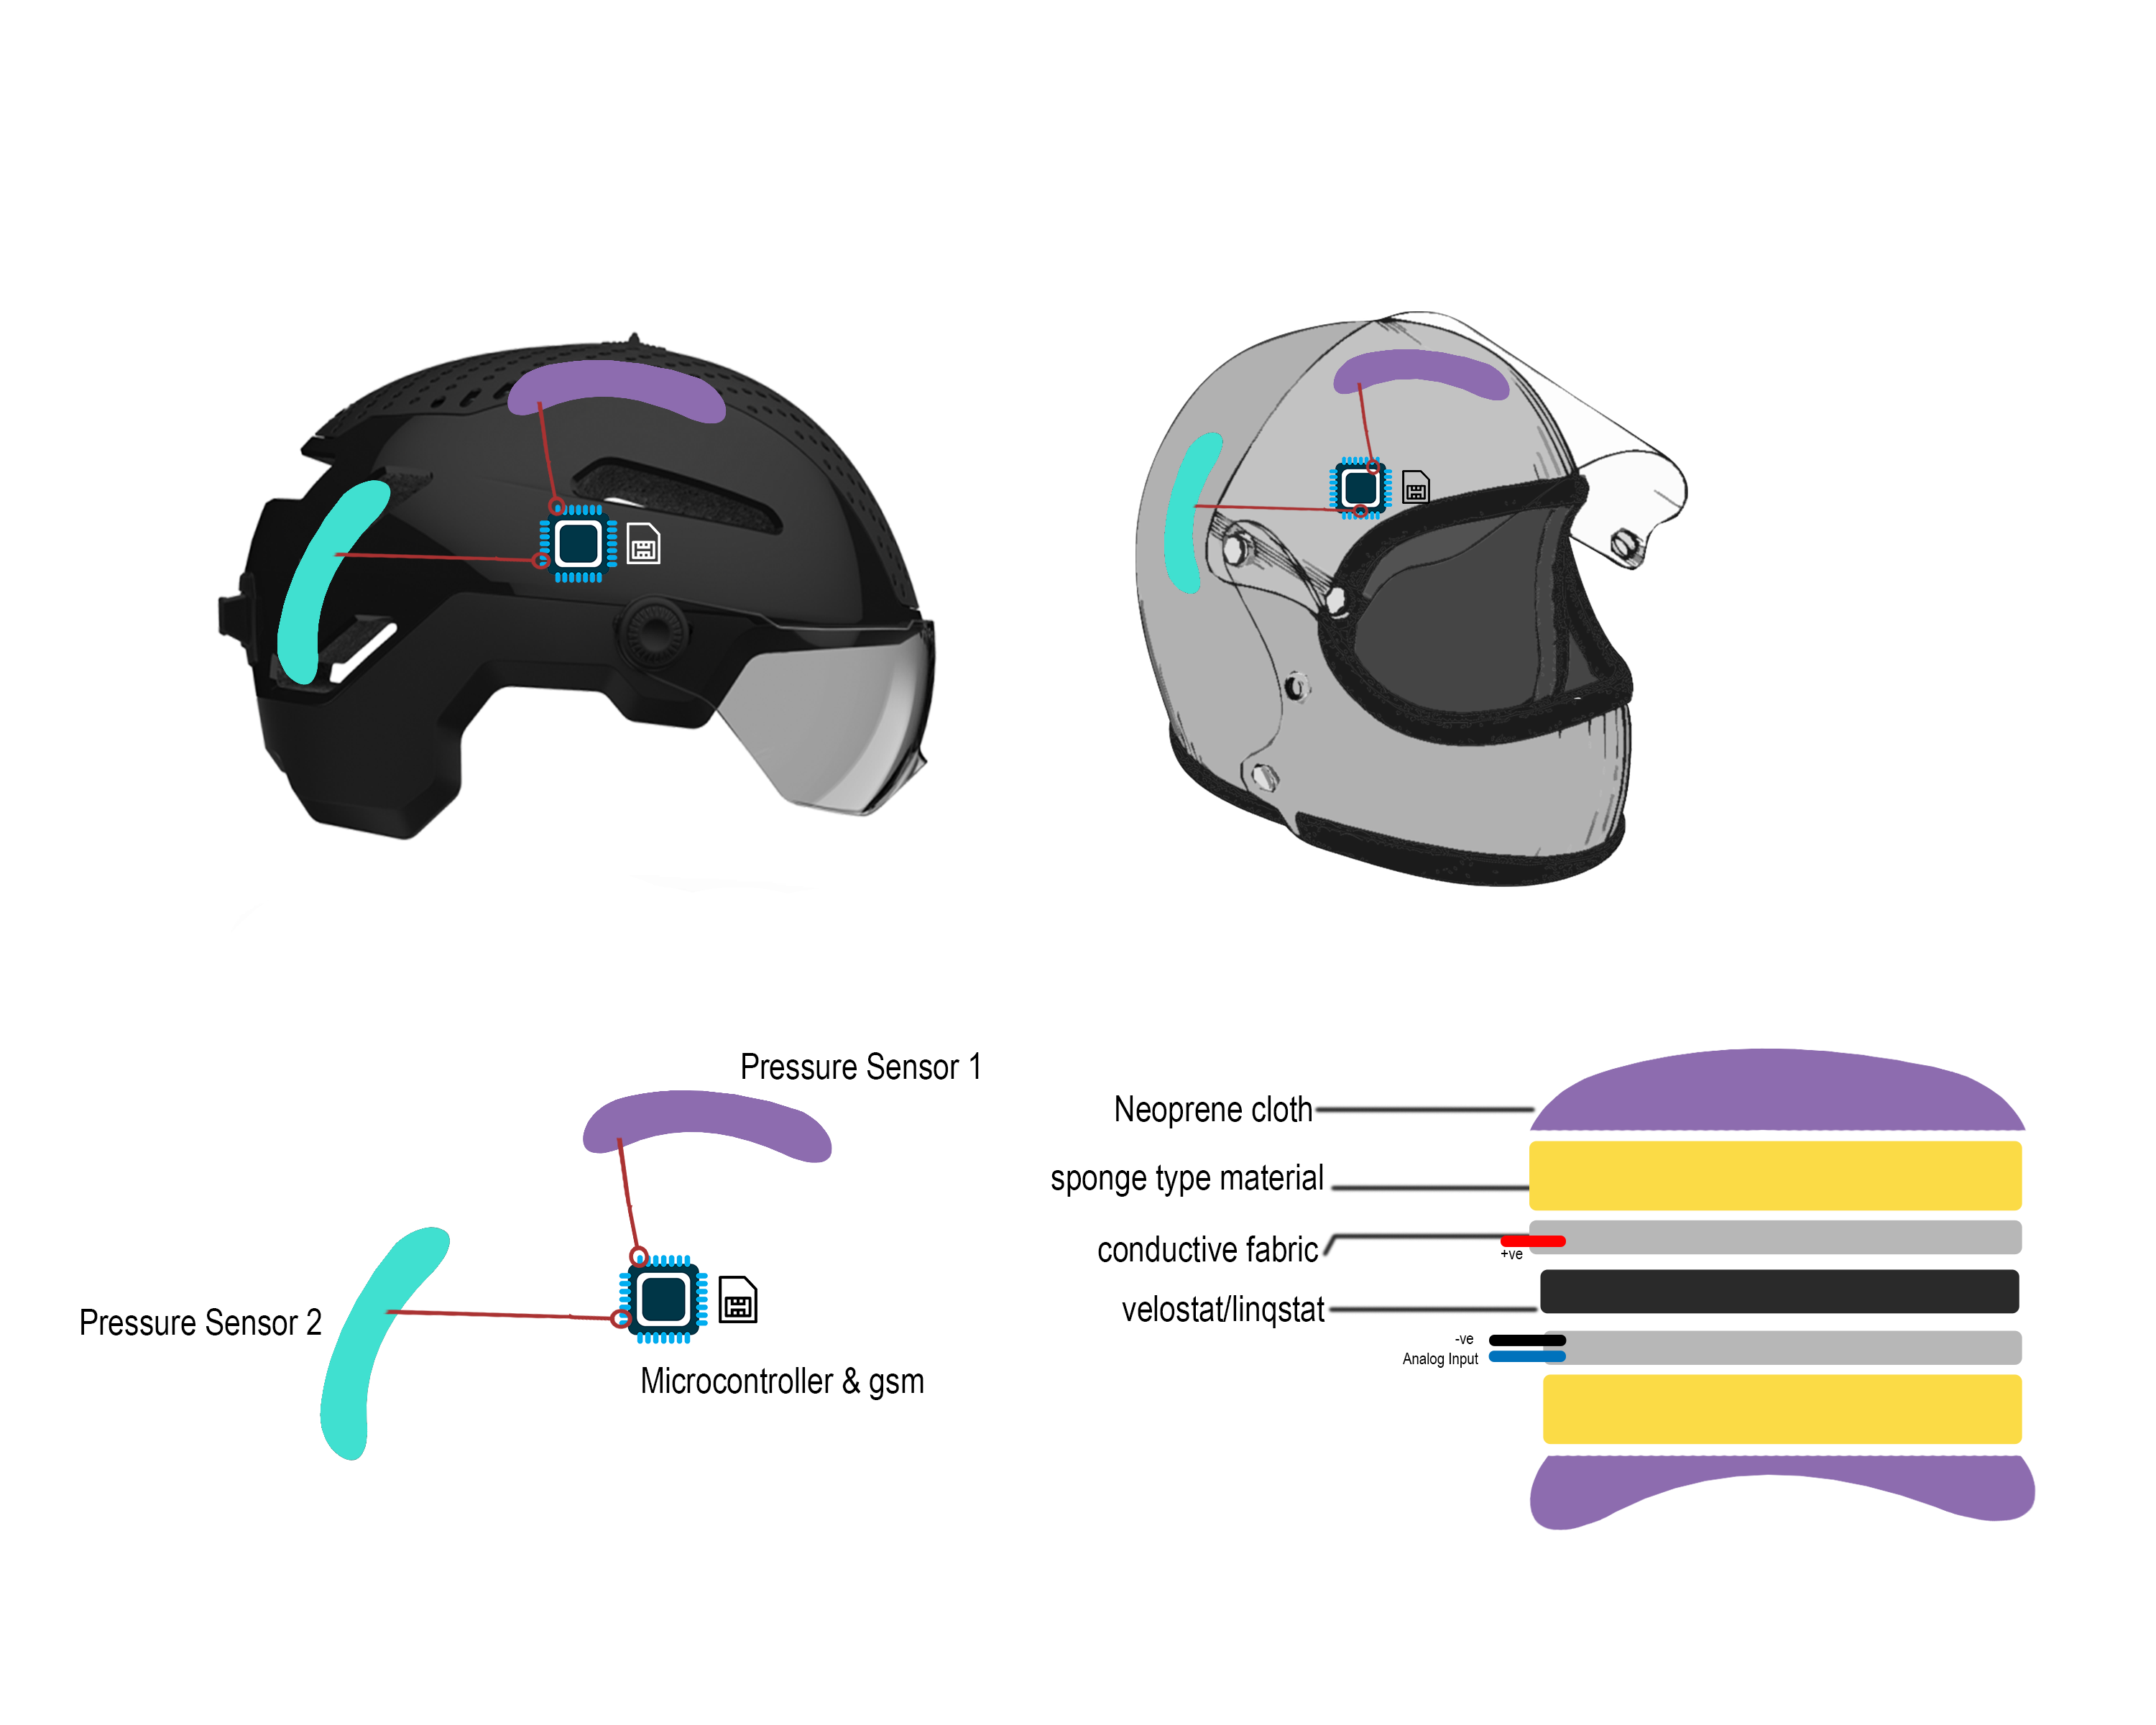 Pressure Sensor 1
Pressure Sensor 2
Microcontroller & gsm
Neoprene cloth
sponge type material
conductive fabric
+ve
velostat/linqstat
-ve
Analog Input